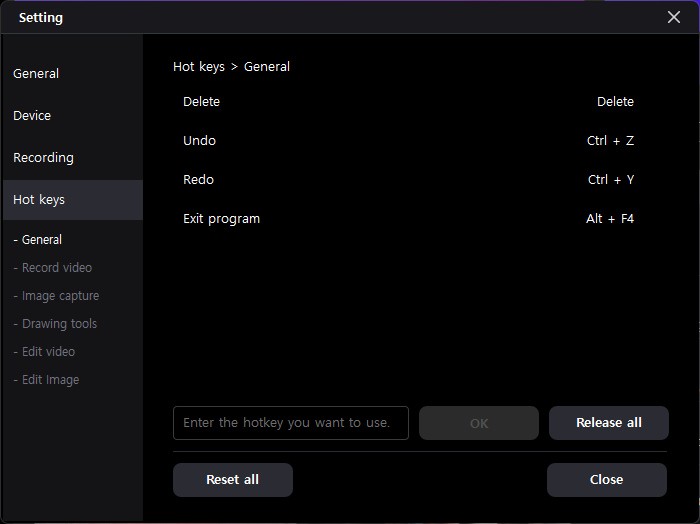 Setting
General
Device
Recording
Hot keys
- General
- Record video
- Image capture
- Drawing tools
- Edit video
- Edit Image
Hot keys > General
Delete Delete
Undo Ctrl + Z
Redo Ctrl + Y
Exit program Alt + F4
Enter the hotkey you want to use. OK Release all
Reset all Close